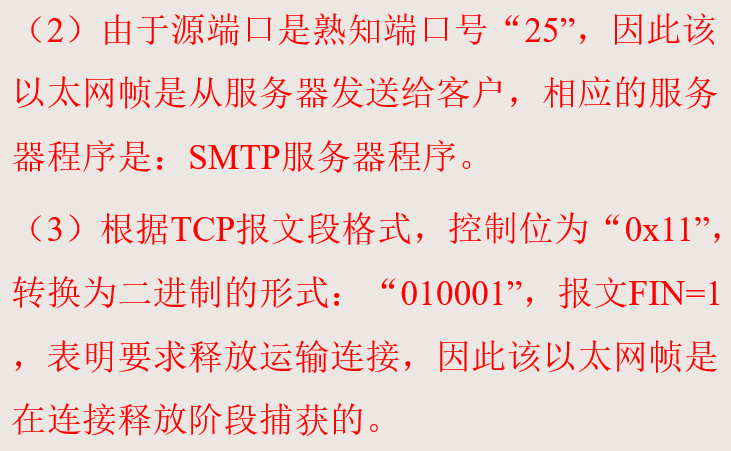 （2）由于源端口是熟知端口号“25”，因此该
以太网帧是从服务器发送给客户，相应的服务
器程序是：SMTP服务器程序。
（3）根据TCP报文段格式，控制位为“0x11”，
转换为二进制的形式：“010001”，报文FIN=1
，表明要求释放运输连接，因此该以太网帧是
在连接释放阶段捕获的。